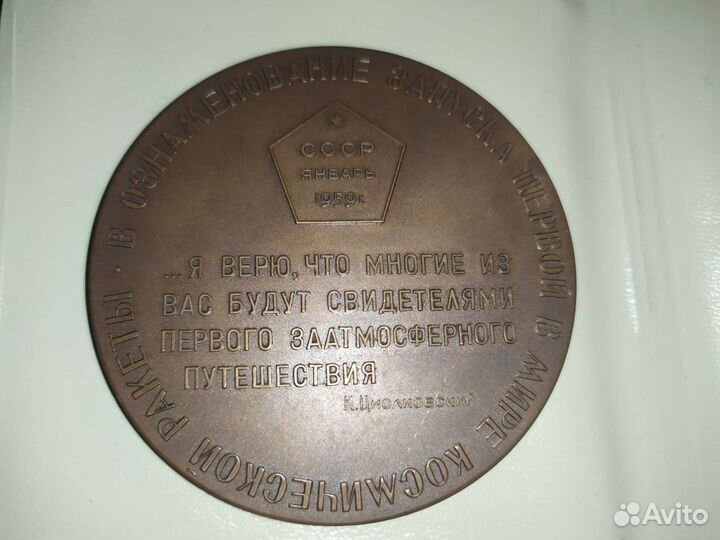 В ОЗНАМЕНОВАНИЕ ЗАПУСКА ПЕРВОЙ В МИРЕ КОСМИЧЕСКОЙ РАКЕТЫ ·
СССР
ЯНВАРЬ
1959 г.
...Я ВЕРЮ, ЧТО МНОГИЕ ИЗ
ВАС БУДУТ СВИДЕТЕЛЯМИ
ПЕРВОГО ЗААТМОСФЕРНОГО
ПУТЕШЕСТВИЯ
К. Циолковский
Avito